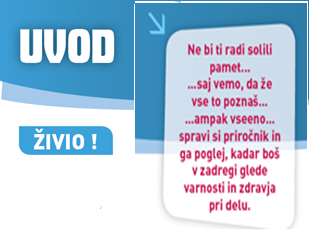 UVOD
ŽIVIO !
Ne bi ti radi solili
pamet...
...saj vemo, da že
vse to poznaš...
...ampak vseeno...
spravi si priročnik in
ga poglej, kadar boš
v zadregi glede
varnosti in zdravja
pri delu.